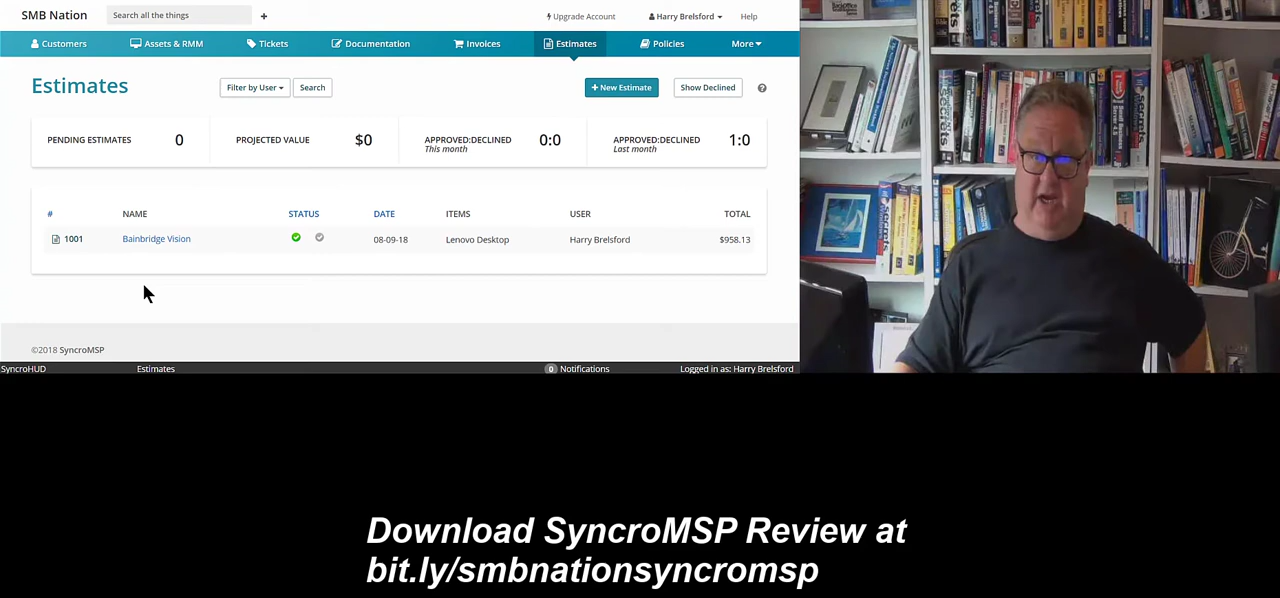 SMB Nation
Search all the things
+
Upgrade Account
Harry Brelsford
Help
Customers
Assets & RMM
Tickets
Documentation
Invoices
Estimates
Policies
More
Estimates
Filter by User
Search
+ New Estimate
Show Declined
?
PENDING ESTIMATES 0
PROJECTED VALUE $0
APPROVED:DECLINED 0:0
This month
APPROVED:DECLINED 1:0
Last month
# NAME STATUS DATE ITEMS USER TOTAL
1001 Bainbridge Vision 08-09-18 Lenovo Desktop Harry Brelsford $958.13
©2018 SyncroMSP
SyncroHUD Estimates 0 Notifications Logged in as: Harry Brelsford
secrets
Download SyncroMSP Review at
bit.ly/smbnationsyncromsp